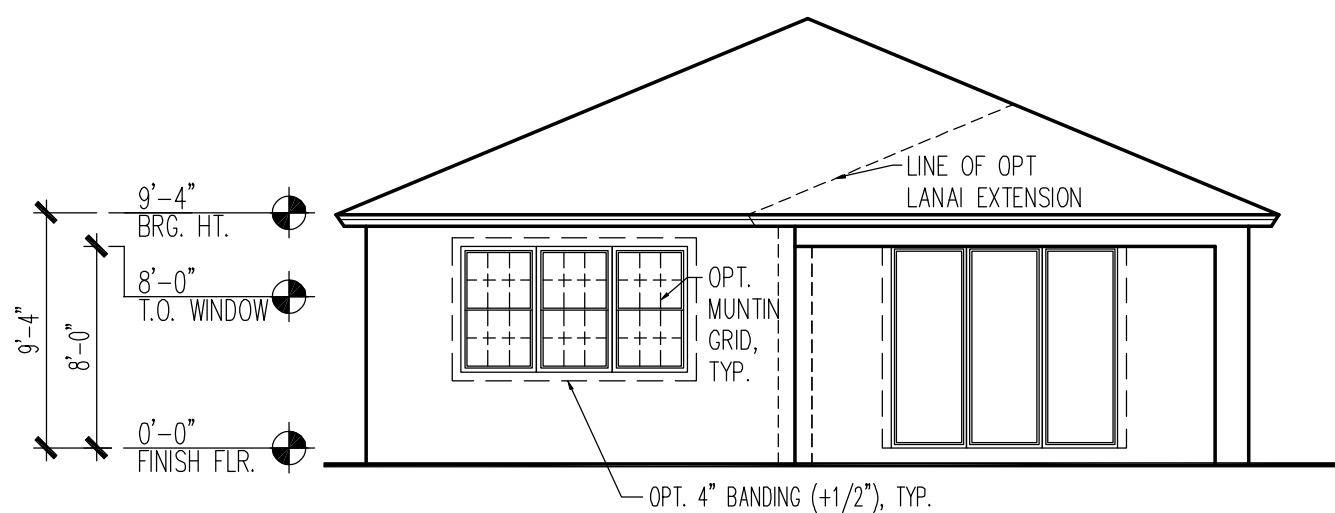 9'-4"
BRG. HT.
8'-0"
T.O. WINDOW
0'-0"
FINISH FLR.
9'-4"
8'-0"
LINE OF OPT
LANAI EXTENSION
OPT.
MUNTIN
GRID,
TYP.
OPT. 4" BANDING (+1/2"), TYP.